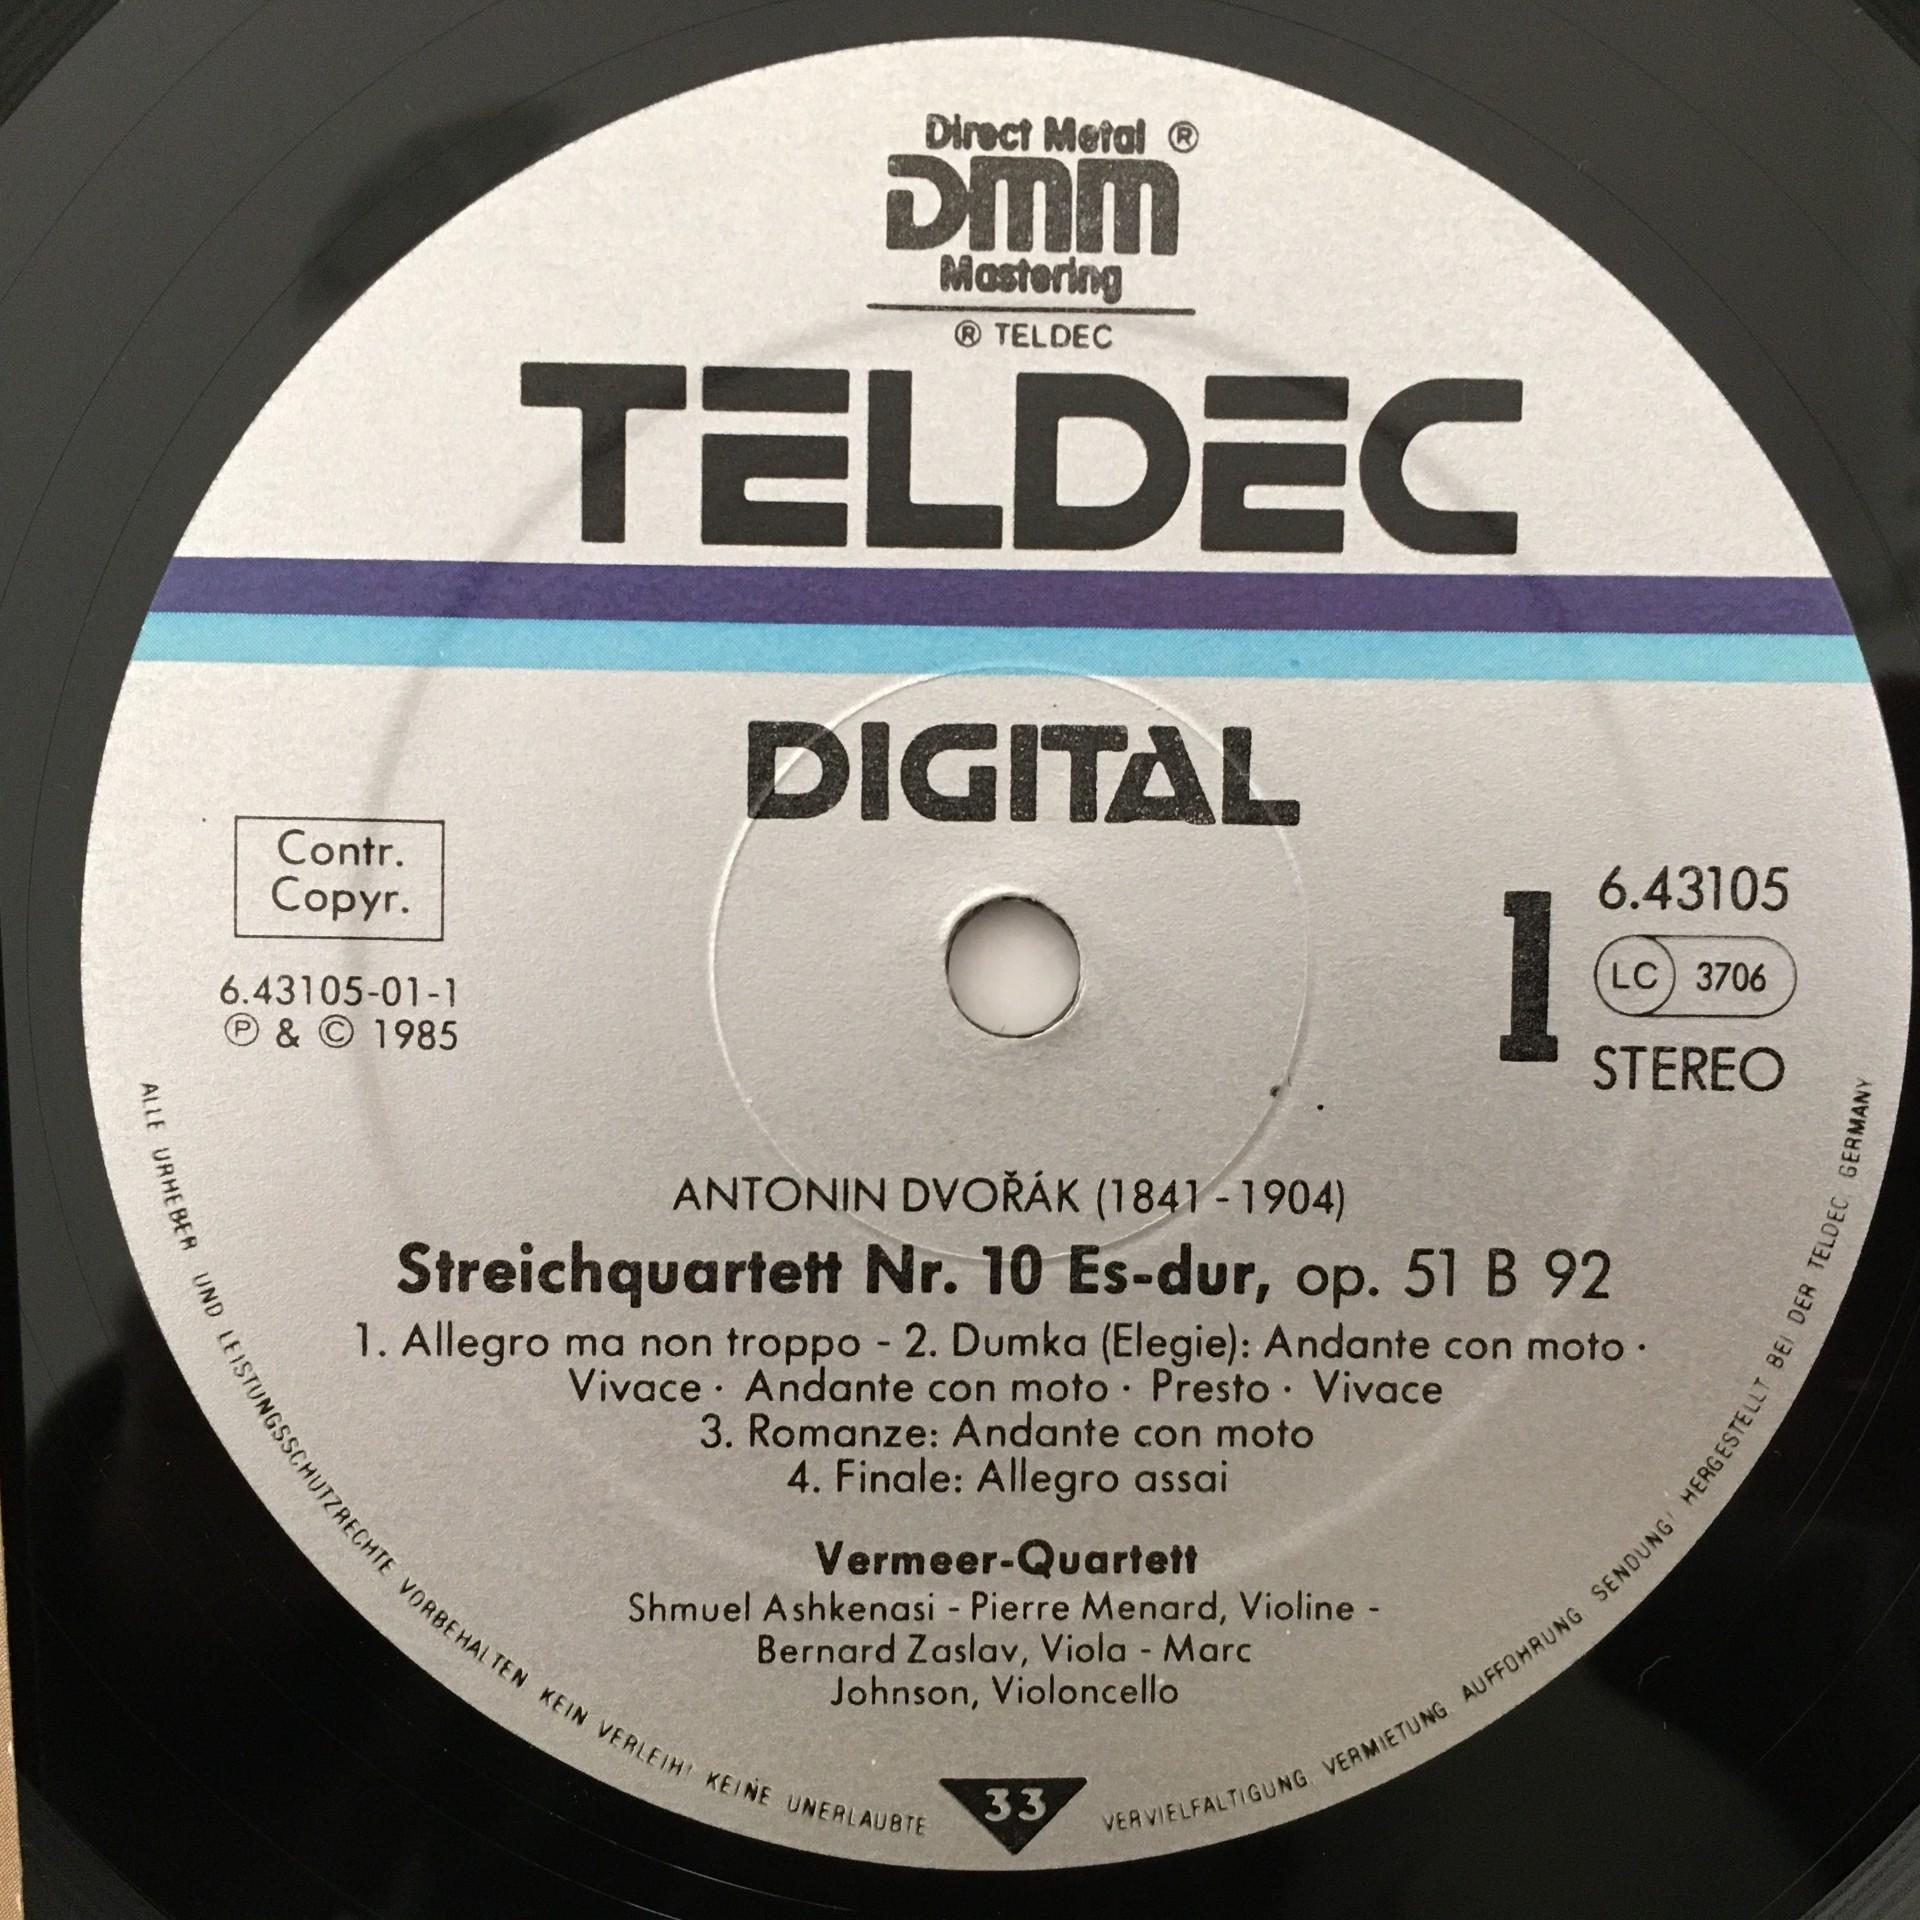 Direct Metal ®
DMM
Mastering
® TELDEC
TELDEC
DIGITAL
Contr.
Copyr.
6.43105-01-1
℗ & © 1985
1
6.43105
LC 3706
STEREO
ANTONIN DVOŘÁK (1841 - 1904)
Streichquartett Nr. 10 Es-dur, op. 51 B 92
1. Allegro ma non troppo - 2. Dumka (Elegie): Andante con moto ·
Vivace · Andante con moto · Presto · Vivace
3. Romanze: Andante con moto
4. Finale: Allegro assai
Vermeer-Quartett
Shmuel Ashkenasi - Pierre Menard, Violine -
Bernard Zaslav, Viola - Marc
Johnson, Violoncello
33
ALLE URHEBER UND LEISTUNGSSCHUTZRECHTE VORBEHALTEN KEIN VERLEIH! KEINE UNERLAUBTE VERVIELFÄLTIGUNG, VERMIETUNG, AUFFÜHRUNG, SENDUNG! HERGESTELLT BEI DER TELDEC GERMANY